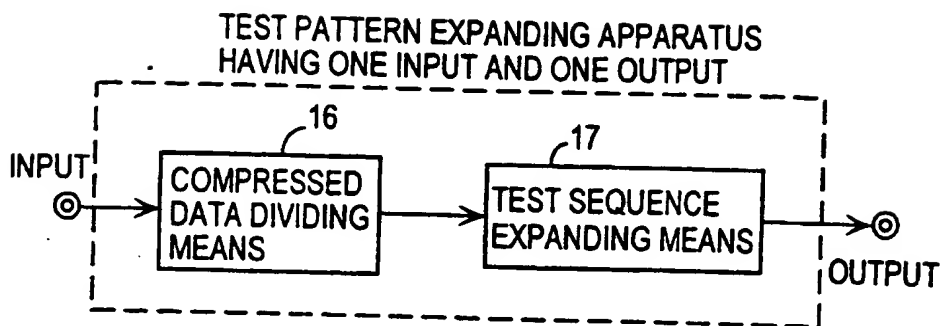 TEST PATTERN EXPANDING APPARATUS
HAVING ONE INPUT AND ONE OUTPUT
16
17
INPUT
COMPRESSED
DATA DIVIDING
MEANS
TEST SEQUENCE
EXPANDING MEANS
OUTPUT